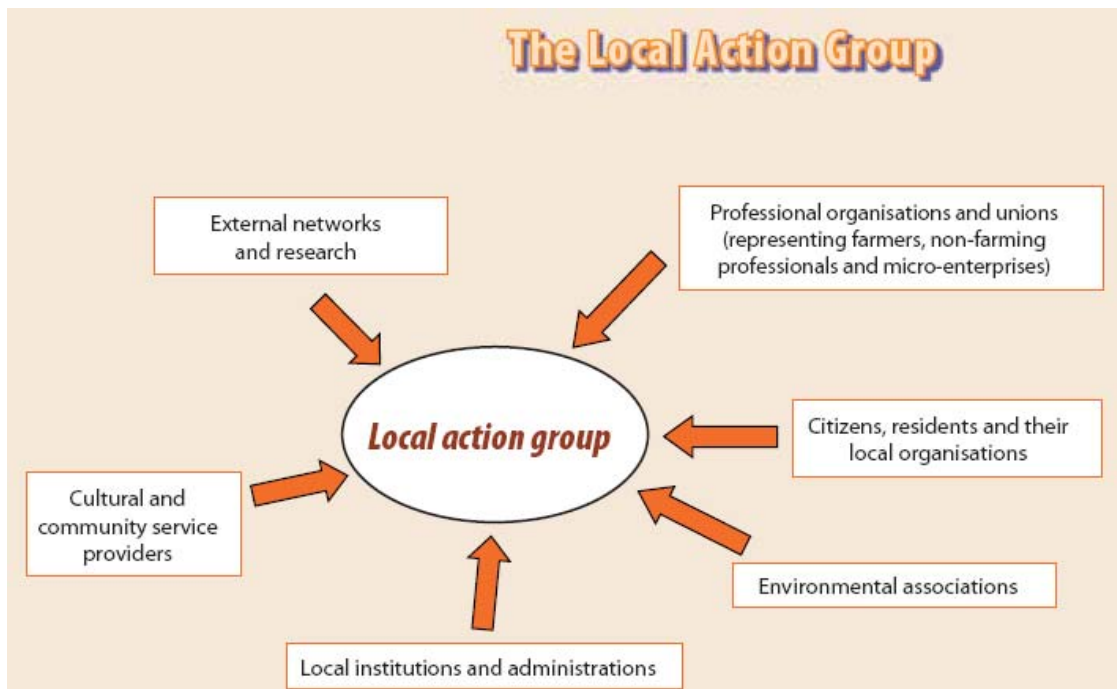 The Local Action Group
External networks
and research
Professional organisations and unions
(representing farmers, non-farming
professionals and micro-enterprises)
Local action group
Citizens, residents and their
local organisations
Cultural and
community service
providers
Environmental associations
Local institutions and administrations